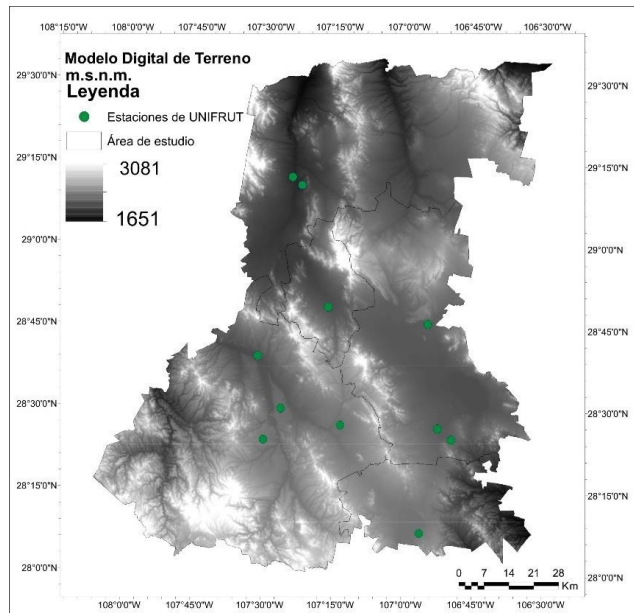 108°15'0"W 108°0'0"W 107°45'0"W 107°30'0"W 107°15'0"W 107°0'0"W 106°45'0"W 106°30'0"W
Modelo Digital de Terreno
m.s.n.m.
Leyenda
Estaciones de UNIFRUT
Área de estudio
3081
1651
29°30'0"N
29°15'0"N
29°0'0"N
28°45'0"N
28°30'0"N
28°15'0"N
28°0'0"N
29°30'0"N
29°15'0"N
29°0'0"N
28°45'0"N
28°30'0"N
28°15'0"N
28°0'0"N
0 7 14 21 28
Km
108°0'0"W 107°45'0"W 107°30'0"W 107°15'0"W 107°0'0"W 106°45'0"W 106°30'0"W